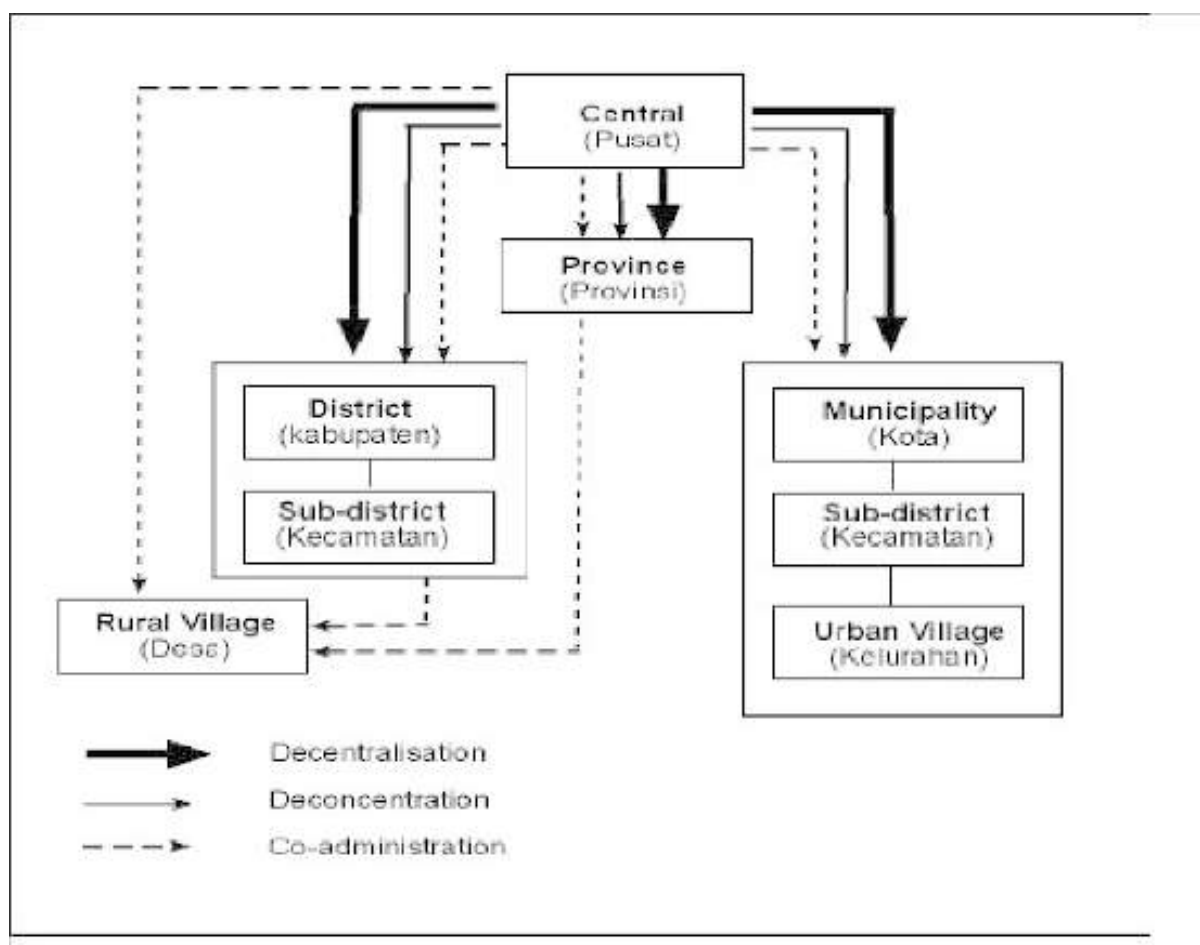 Central
(Pusat)
Province
(Provinsi)
District
(kabupaten)
Sub-district
(Kecamatan)
Rural Village
(Desa)
Municipality
(Kota)
Sub-district
(Kecamatan)
Urban Village
(Kelurahan)
Decentralisation
Deconcentration
Co-administration